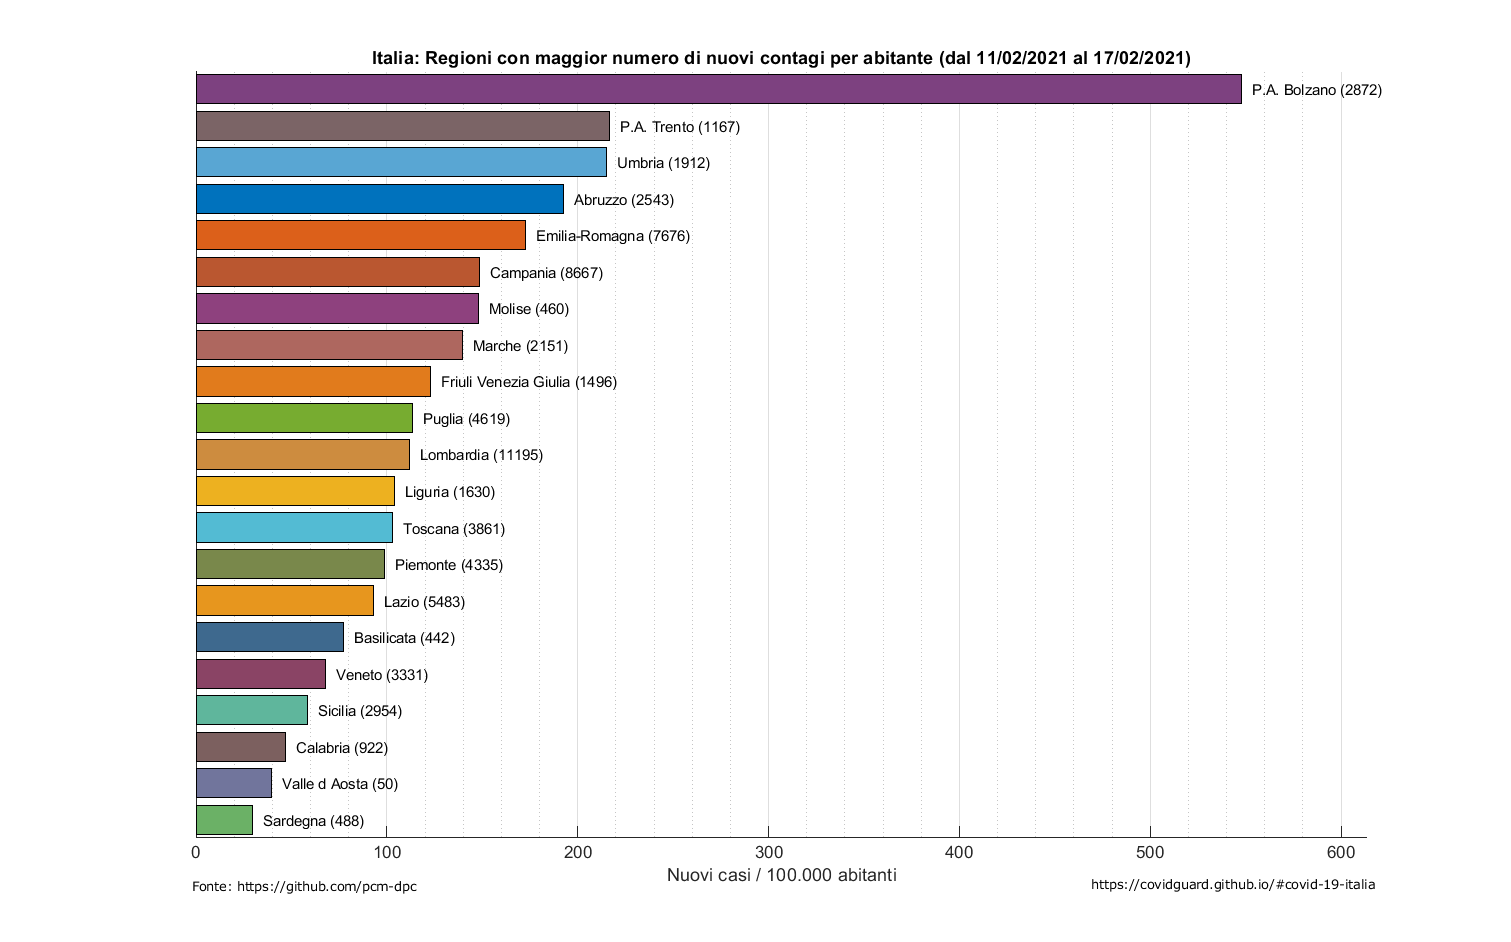 Italia: Regioni con maggior numero di nuovi contagi per abitante (dal 11/02/2021 al 17/02/2021)
P.A. Bolzano (2872)
P.A. Trento (1167)
Umbria (1912)
Abruzzo (2543)
Emilia-Romagna (7676)
Campania (8667)
Molise (460)
Marche (2151)
Friuli Venezia Giulia (1496)
Puglia (4619)
Lombardia (11195)
Liguria (1630)
Toscana (3861)
Piemonte (4335)
Lazio (5483)
Basilicata (442)
Veneto (3331)
Sicilia (2954)
Calabria (922)
Valle d Aosta (50)
Sardegna (488)
0 100 200 300 400 500 600
Nuovi casi / 100.000 abitanti
Fonte: https://github.com/pcm-dpc
https://covidguard.github.io/#covid-19-italia